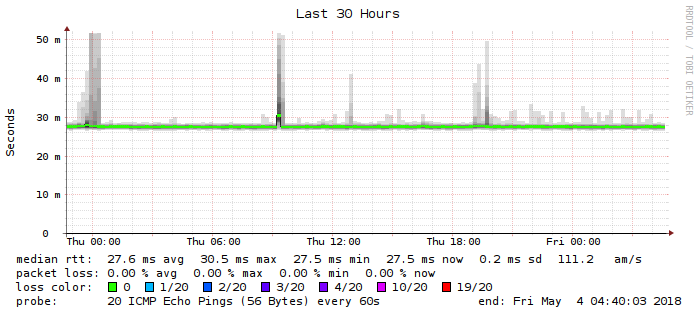 Last 30 Hours
RRDTOOL / TOBI OETIKER
Seconds
50 m
40 m
30 m
20 m
10 m
0
Thu 00:00 Thu 06:00 Thu 12:00 Thu 18:00 Fri 00:00
median rtt: 27.6 ms avg 30.5 ms max 27.5 ms min 27.5 ms now 0.2 ms sd 111.2 am/s
packet loss: 0.00 % avg 0.00 % max 0.00 % min 0.00 % now
loss color: 0 1/20 2/20 3/20 4/20 10/20 19/20
probe: 20 ICMP Echo Pings (56 Bytes) every 60s end: Fri May 4 04:40:03 2018